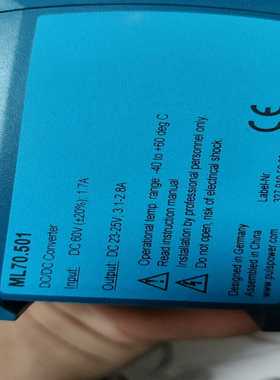 ML70.501
DC/DC Converter
Input: DC 60V (±20%); 1.7A
Output: DC 23-25V, 3.1-2.8A
Operational temp. range -40 to +60 deg C
Read instruction manual
Installation by professional personnel only.
Do not open, risk of electrical shock
Designed in Germany
Assembled in China
www.pulspower.com
CE
Label-Nr.